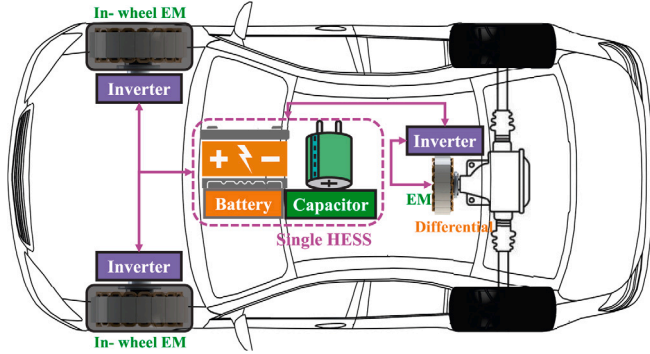 In- wheel EM
Inverter
Inverter
Battery
Capacitor
EM
Differential
Single HESS
Inverter
In- wheel EM